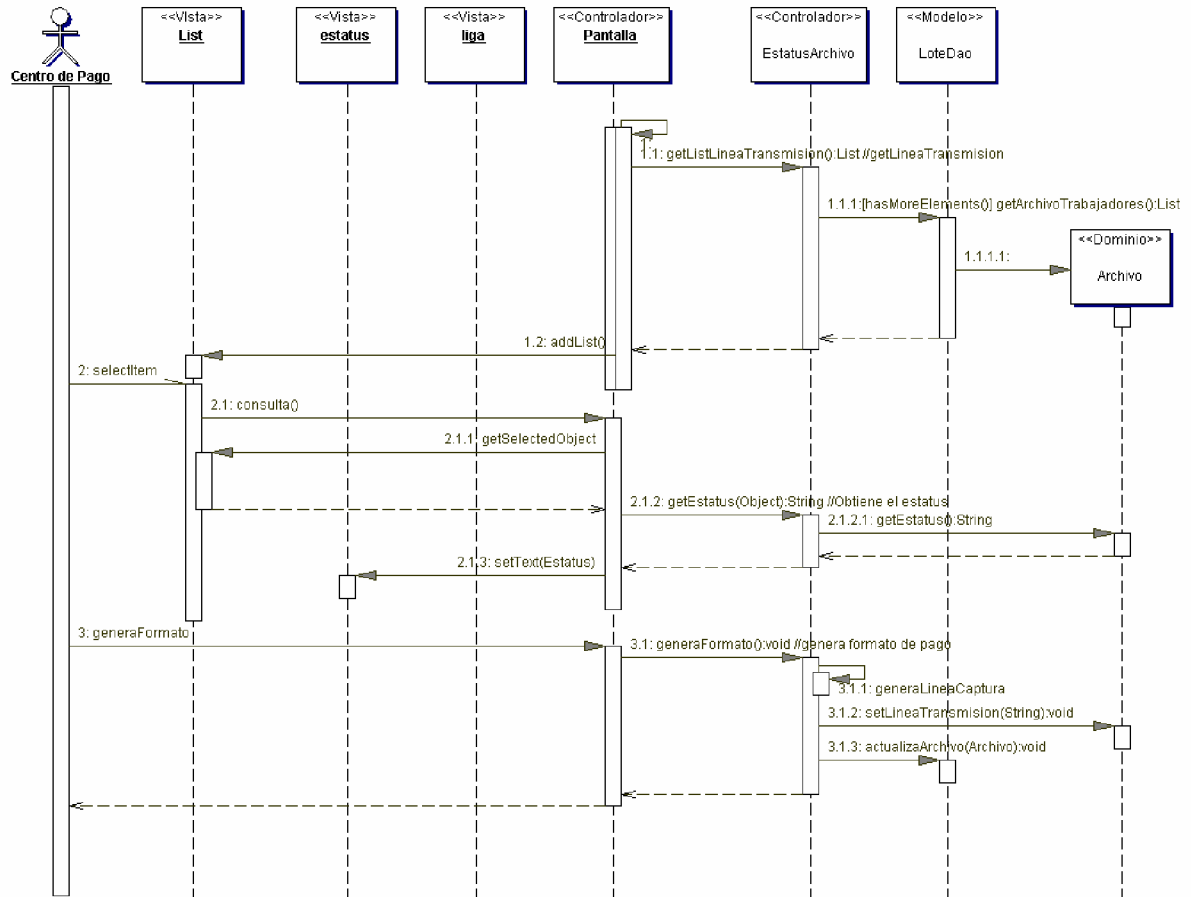 <<VIsta>>
List
<<Vista>>
estatus
<<Vista>>
liga
<<Controlador>>
Pantalla
<<Controlador>>
EstatusArchivo
<<Modelo>>
LoteDao
Centro de Pago
1:
1.1: getListLineaTransmision():List //getLineaTransmision
1.1.1:[hasMoreElements()] getArchivoTrabajadores():List
<<Dominio>>
Archivo
1.1.1.1:
1.2: addList()
2: selectItem
2.1: consulta()
2.1.1: getSelectedObject
2.1.2: getEstatus(Object):String //Obtiene el estatus
2.1.2.1: getEstatus():String
2.1.3: setText(Estatus)
3: generaFormato
3.1: generaFormato():void //genera formato de pago
3.1.1: generaLineaCaptura
3.1.2: setLineaTransmision(String):void
3.1.3: actualizaArchivo(Archivo):void